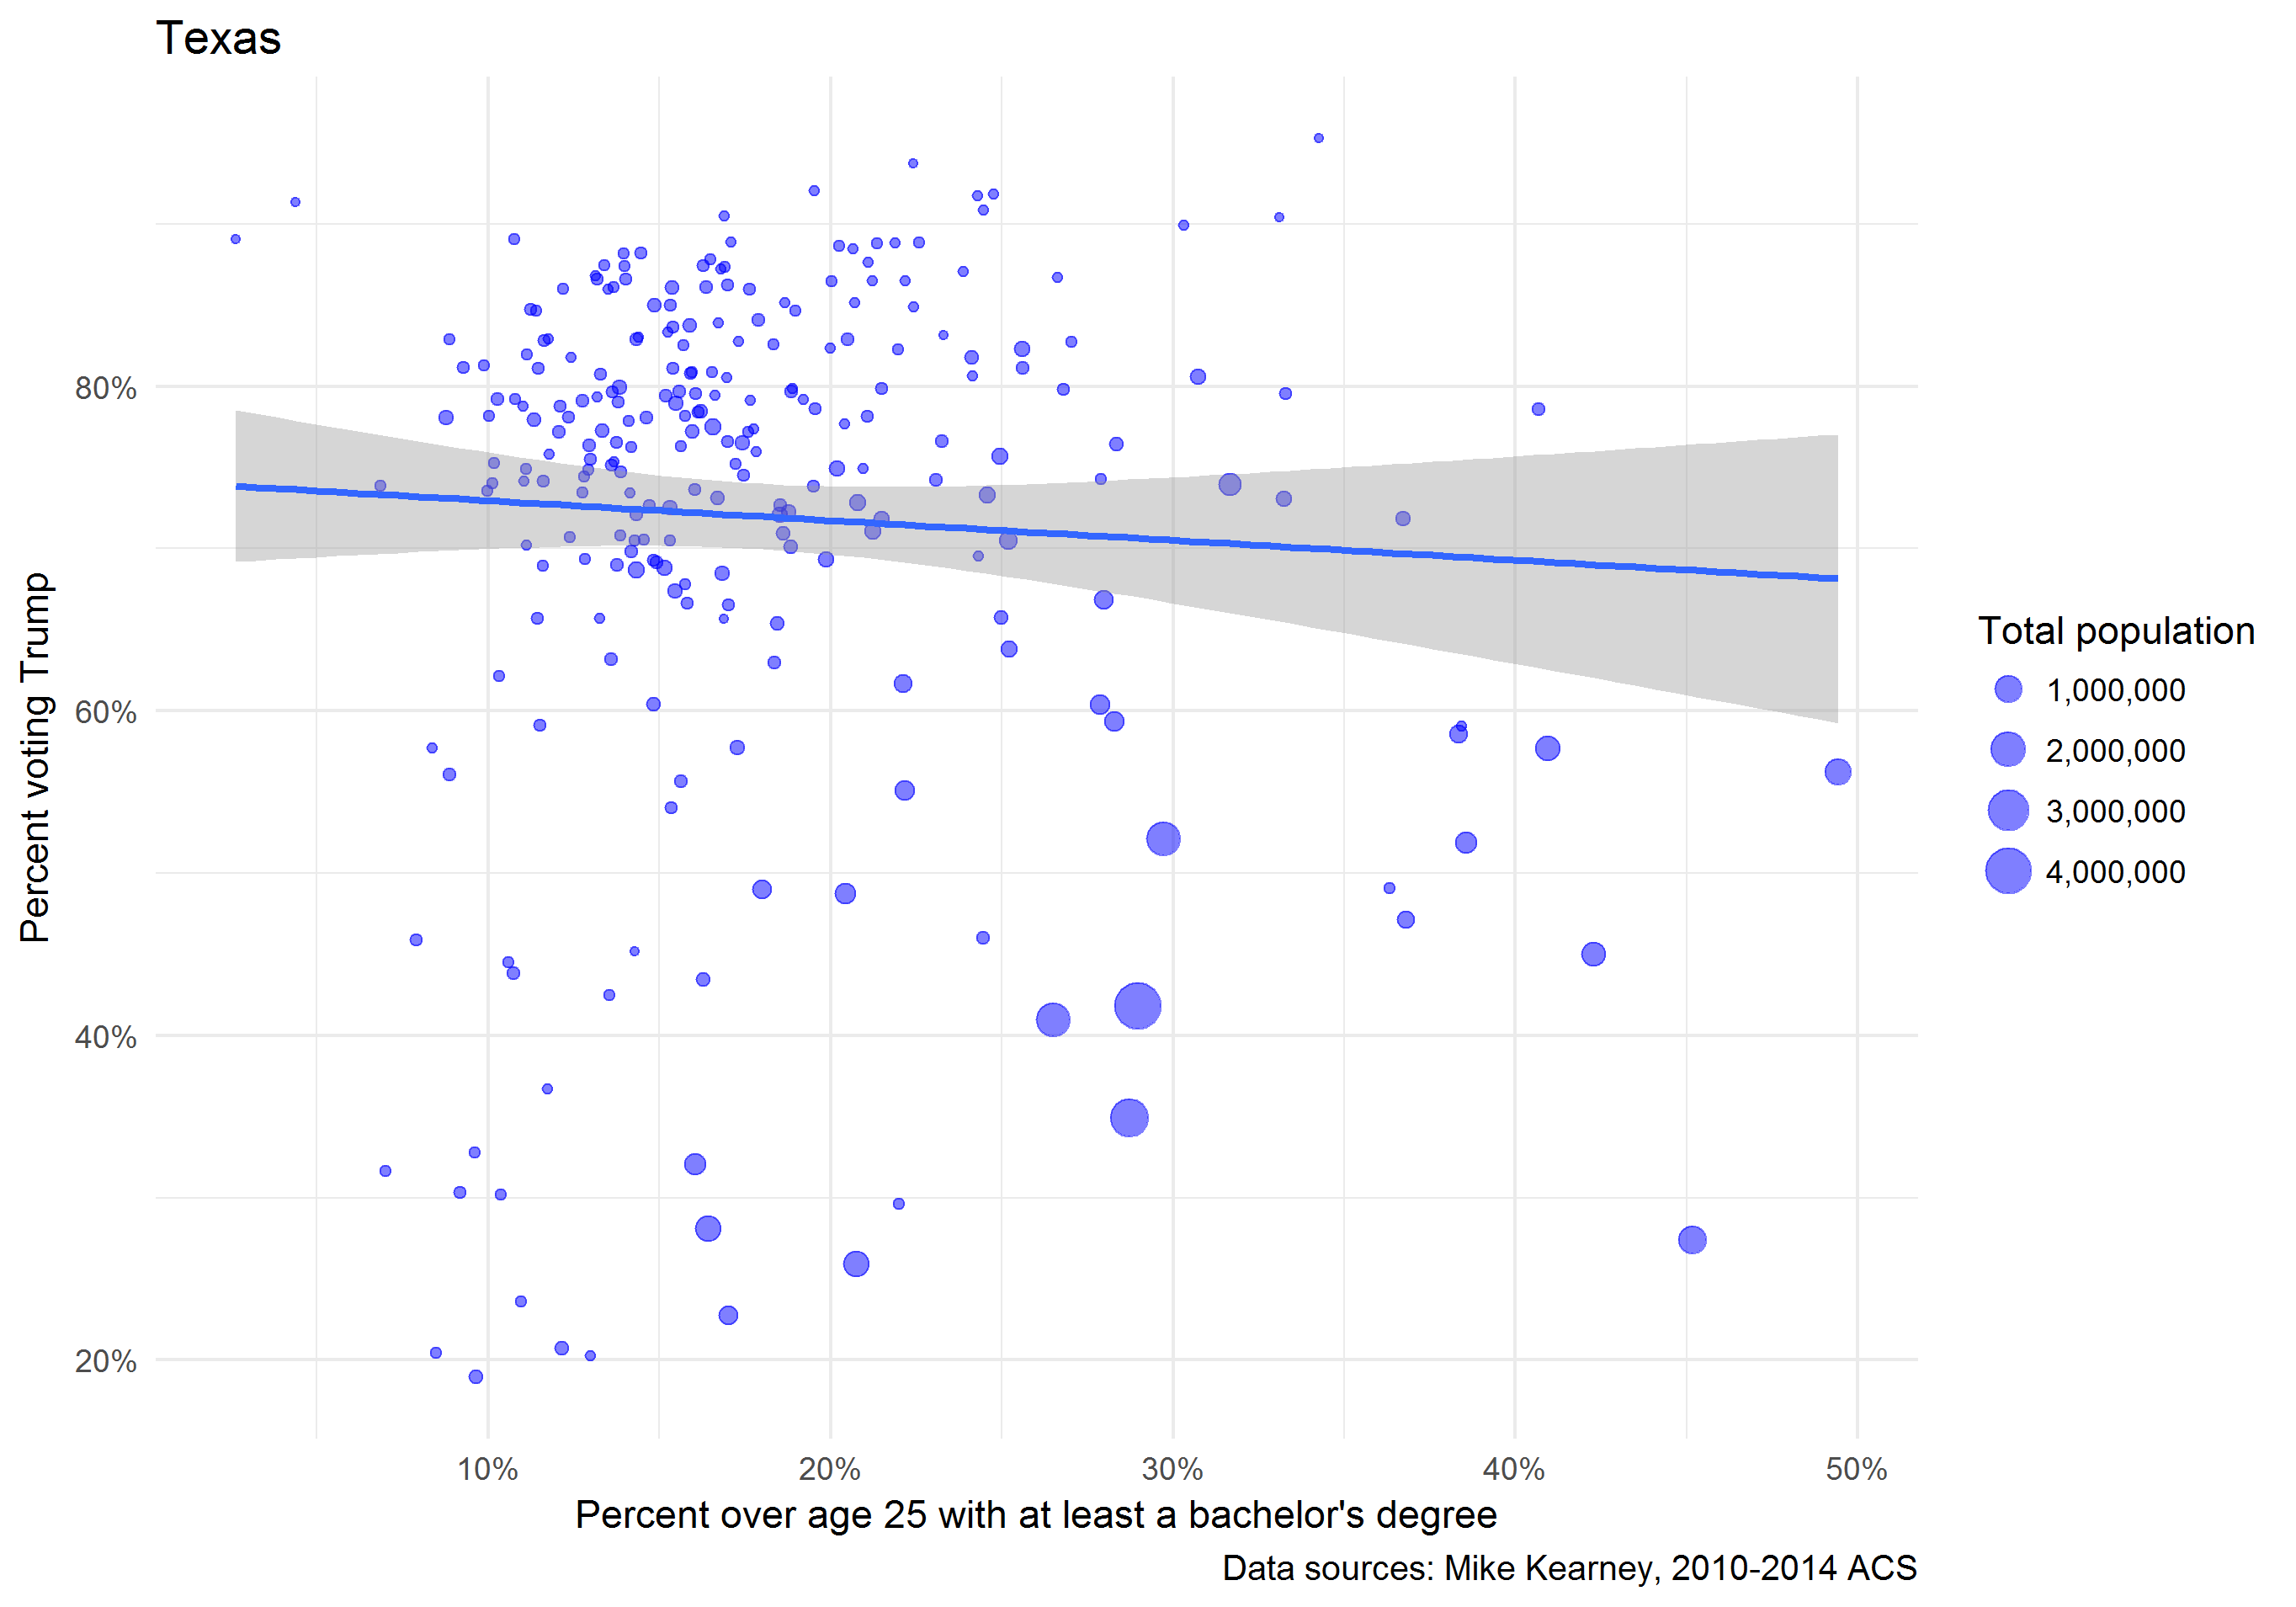 Texas
Percent voting Trump
80%
60%
40%
20%
10%
20%
30%
40%
50%
Percent over age 25 with at least a bachelor's degree
Data sources: Mike Kearney, 2010-2014 ACS
Total population
1,000,000
2,000,000
3,000,000
4,000,000